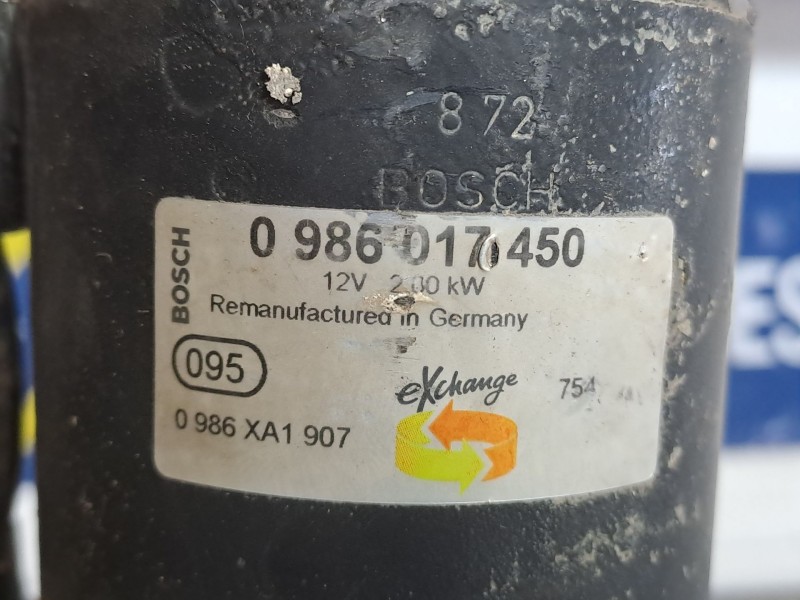 8 72
BOSCH
BOSCH
0 986 017 450
12V 2.00 kW
Remanufactured in Germany
095
eXchange
754
0 986 XA1 907
ES